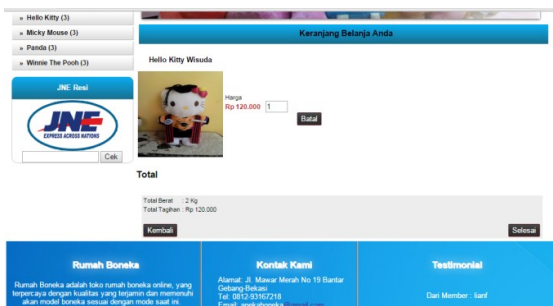 » Hello Kitty (3)
» Micky Mouse (3)
» Panda (3)
» Winnie The Pooh (3)
JNE Resi
JNE
EXPRESS ACROSS NATIONS
Cek
Keranjang Belanja Anda
Hello Kitty Wisuda
Harga
Rp 120.000 1
Batal
Total
Total Berat : 2 Kg
Total Tagihan : Rp 120.000
Kembali
Selesai
Rumah Boneka
Rumah Boneka adalah toko rumah boneka online, yang
terpercaya dengan kualitas yang terjamin dan memenuhi
akan model boneka sesuai dengan mode saat ini.
Kontak Kami
Alamat: Jl. Mawar Merah No 19 Bantar
Gebang-Bekasi
Tel: 0812-93167218
Email:
Testimonial
Dari Member : lianf